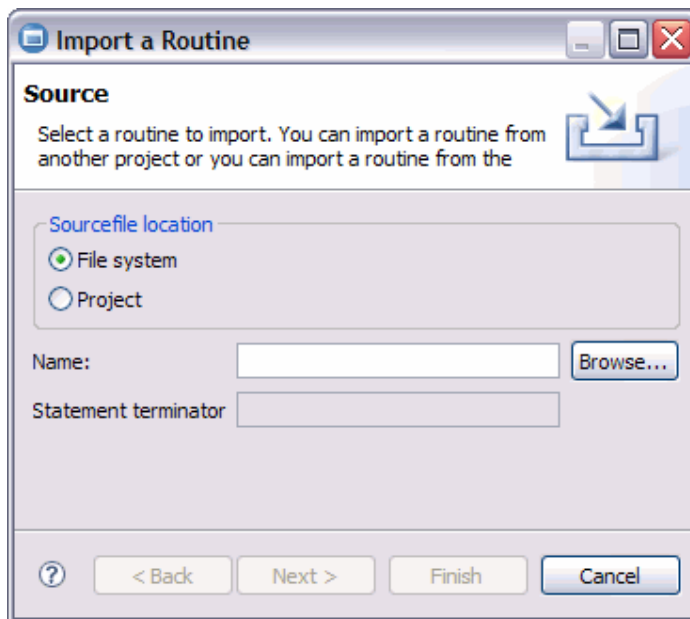 Import a Routine
Source
Select a routine to import. You can import a routine from
another project or you can import a routine from the
Sourcefile location
File system
Project
Name:
Browse...
Statement terminator
?
< Back
Next >
Finish
Cancel